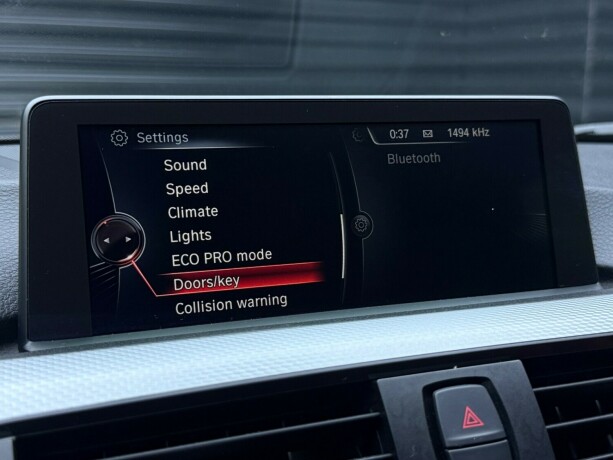 Settings
0:37 1494 kHz
Sound
Bluetooth
Speed
Climate
Lights
ECO PRO mode
Doors/key
Collision warning